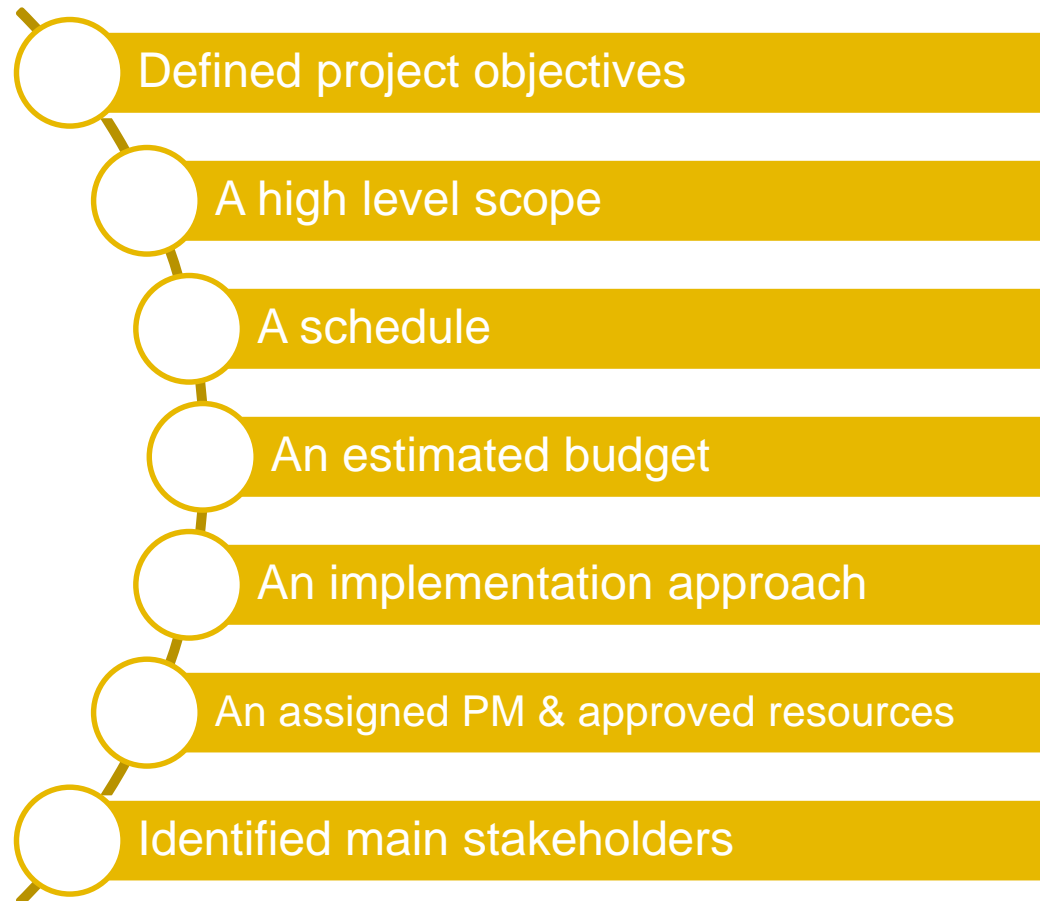 Defined project objectives
A high level scope
A schedule
An estimated budget
An implementation approach
An assigned PM & approved resources
Identified main stakeholders